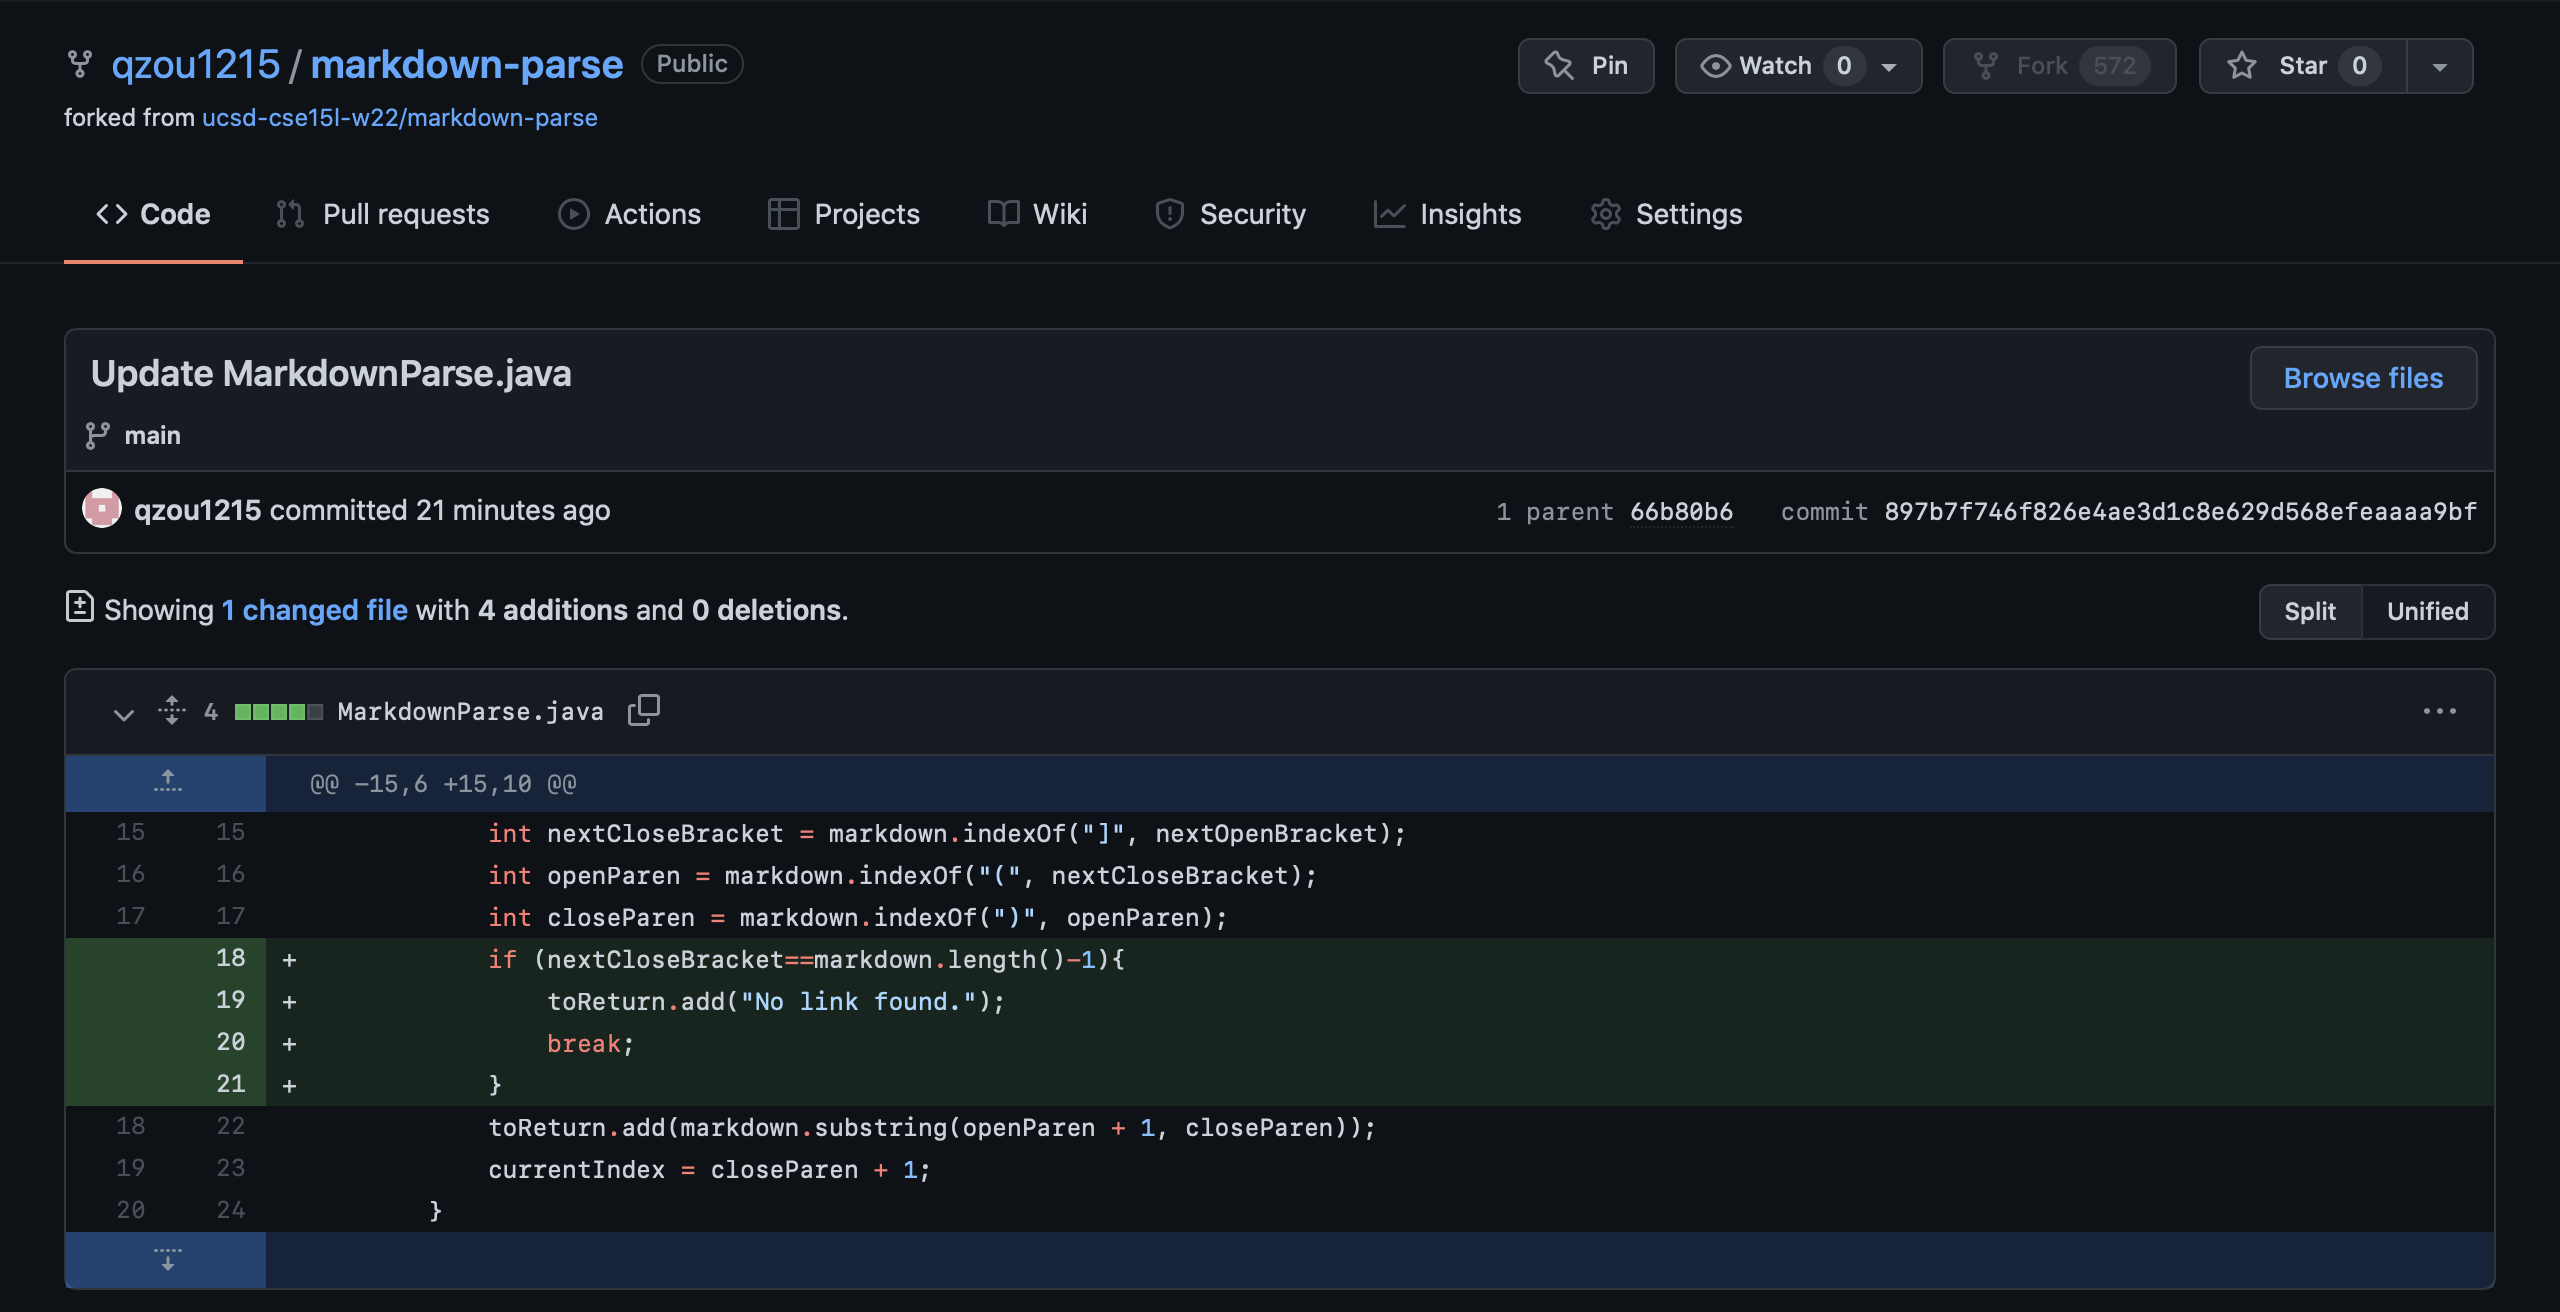 qzou1215 / markdown-parse Public
Pin Watch 0 Fork 572 Star 0
forked from ucsd-cse15l-w22/markdown-parse
<> Code Pull requests Actions Projects Wiki Security Insights Settings
Update MarkdownParse.java
Browse files
main
qzou1215 committed 21 minutes ago 1 parent 66b80b6 commit 897b7f746f826e4ae3d1c8e629d568efeaaaa9bf
Showing 1 changed file with 4 additions and 0 deletions.
Split Unified
4 MarkdownParse.java
@@ -15,6 +15,10 @@
15 15 int nextCloseBracket = markdown.indexOf("]", nextOpenBracket);
16 16 int openParen = markdown.indexOf("(", nextCloseBracket);
17 17 int closeParen = markdown.indexOf(")", openParen);
18 + if (nextCloseBracket==markdown.length()-1){
19 + toReturn.add("No link found.");
20 + break;
21 + }
18 22 toReturn.add(markdown.substring(openParen + 1, closeParen));
19 23 currentIndex = closeParen + 1;
20 24 }